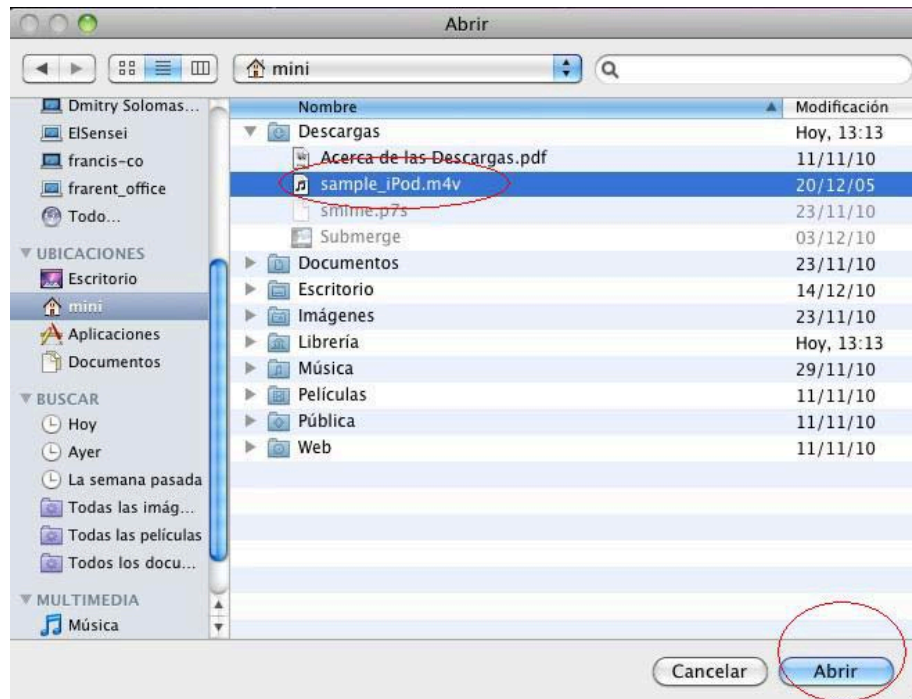 Abrir
mini
Dmitry Solomas...
ElSensei
francis-co
frarent_office
Todo...
UBICACIONES
Escritorio
mini
Aplicaciones
Documentos
BUSCAR
Hoy
Ayer
La semana pasada
Todas las imág...
Todas las películas
Todos los docu...
MULTIMEDIA
Música
Nombre Modificación
Descargas Hoy, 13:13
Acerca de las Descargas.pdf 11/11/10
sample_iPod.m4v 20/12/05
smime.p7s 23/11/10
Submerge 03/12/10
Documentos 23/11/10
Escritorio 14/12/10
Imágenes 23/11/10
Librería Hoy, 13:13
Música 29/11/10
Películas 11/11/10
Pública 11/11/10
Web 11/11/10
Cancelar Abrir